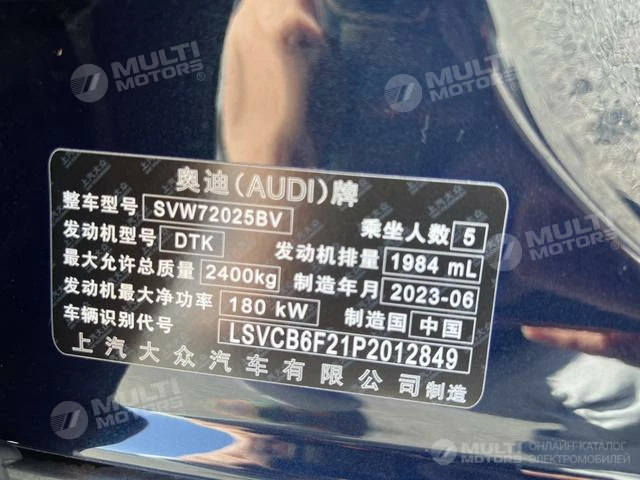 MULTI MOTORS
MULTI MOTORS
奥迪(AUDI)牌
整车型号 SVW72025BV 乘坐人数 5
发动机型号 DTK 发动机排量 1984 mL
最大允许总质量 2400kg 制造年月 2023-06
发动机最大净功率 180 kW 制造国 中国
车辆识别代号 LSVCB6F21P2012849
上汽大众汽车有限公司制造
MULTI MOTORS
MULTI MOTORS
MULTI MOTORS ОНЛАЙН-КАТАЛОГ ЭЛЕКТРОМОБИЛЕЙ